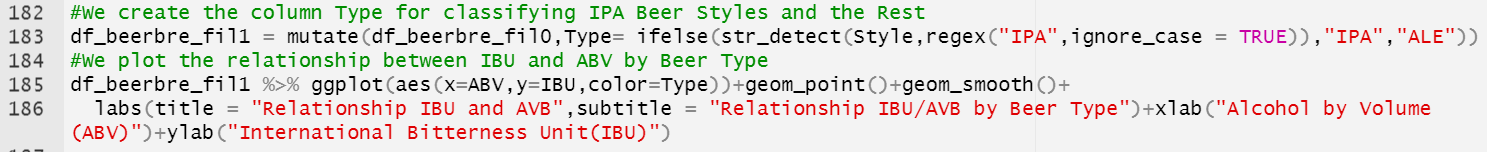 182 #We create the column Type for classifying IPA Beer Styles and the Rest
183 df_beerbre_fil1 = mutate(df_beerbre_fil0,Type= ifelse(str_detect(Style,regex("IPA",ignore_case = TRUE)),"IPA","ALE"))
184 #We plot the relationship between IBU and ABV by Beer Type
185 df_beerbre_fil1 %>% ggplot(aes(x=ABV,y=IBU,color=Type))+geom_point()+geom_smooth()+
186   labs(title = "Relationship IBU and AVB",subtitle = "Relationship IBU/AVB by Beer Type")+xlab("Alcohol by Volume
(ABV)")+ylab("International Bitterness Unit(IBU)")